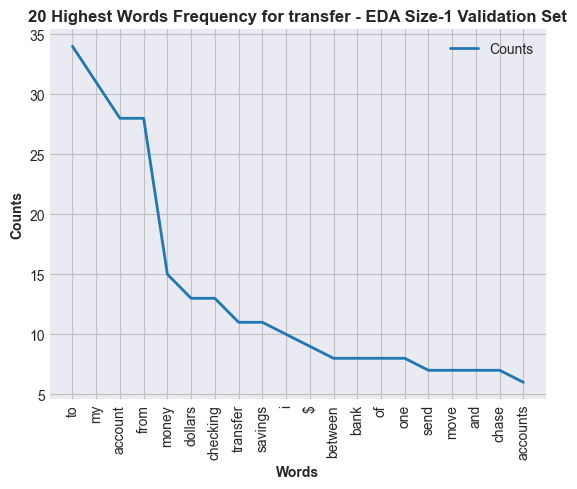 20 Highest Words Frequency for transfer - EDA Size-1 Validation Set
Counts
35
30
25
20
15
10
5
Counts
to
my
account
from
money
dollars
checking
transfer
savings
i
$
between
bank
of
one
send
move
and
chase
accounts
Words